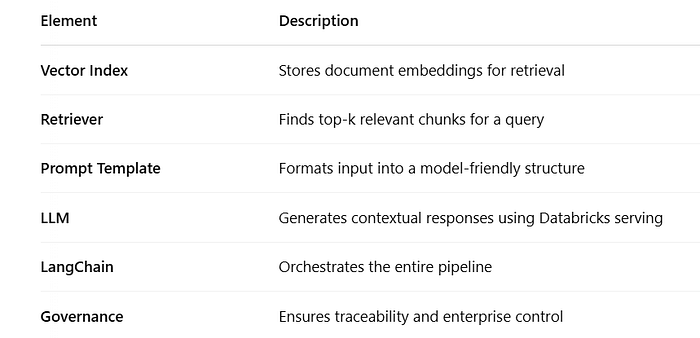 Element Description
Vector Index Stores document embeddings for retrieval
Retriever Finds top-k relevant chunks for a query
Prompt Template Formats input into a model-friendly structure
LLM Generates contextual responses using Databricks serving
LangChain Orchestrates the entire pipeline
Governance Ensures traceability and enterprise control